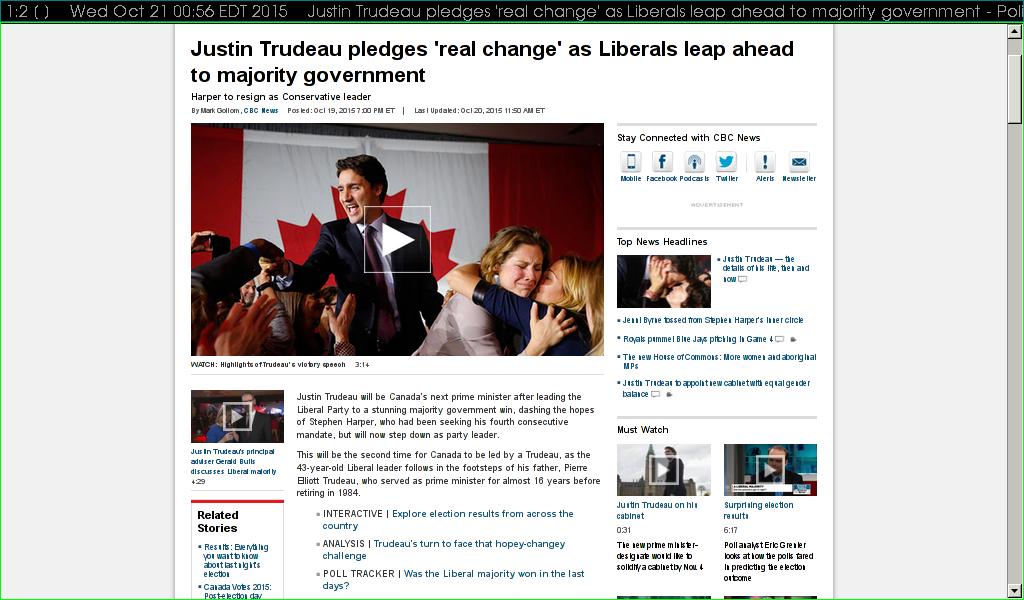 1:2 ( ) Wed Oct 21 00:56 EDT 2015 Justin Trudeau pledges 'real change' as Liberals leap ahead to majority government - Poli
Justin Trudeau pledges 'real change' as Liberals leap ahead
to majority government
Harper to resign as Conservative leader
By Mark Gollom, CBC News Posted: Oct 19, 2015 7:00 PM ET | Last Updated: Oct 20, 2015 11:50 AM ET
WATCH: Highlights of Trudeau's victory speech 3:14
Justin Trudeau's principal
adviser Gerald Butts
discusses Liberal majority
4:29
Related
Stories
Results: Everything
you want to know
about last night's
election
Canada Votes 2015:
Post-election day
Justin Trudeau will be Canada's next prime minister after leading the
Liberal Party to a stunning majority government win, dashing the hopes
of Stephen Harper, who had been seeking his fourth consecutive
mandate, but will now step down as party leader.
This will be the second time for Canada to be led by a Trudeau, as the
43-year-old Liberal leader follows in the footsteps of his father, Pierre
Elliott Trudeau, who served as prime minister for almost 16 years before
retiring in 1984.
INTERACTIVE | Explore election results from across the
country
ANALYSIS | Trudeau's turn to face that hopey-changey
challenge
POLL TRACKER | Was the Liberal majority won in the last
days?
Stay Connected with CBC News
Mobile Facebook Podcasts Twitter Alerts Newsletter
ADVERTISEMENT
Top News Headlines
Justin Trudeau — the
details of his life, then and
now
Jenni Byrne tossed from Stephen Harper's inner circle
Royals pummel Blue Jays pitching in Game 4
The new House of Commons: More women and aboriginal
MPs
Justin Trudeau to appoint new cabinet with equal gender
balance
Must Watch
Justin Trudeau on his
cabinet
0:31
The new prime minister-
designate would like to
solidify a cabinet by Nov. 4
A LIBERAL MAJORITY
Surprising election
results
6:17
Poll analyst Eric Grenier
looks at how the polls fared
in predicting the election
outcome